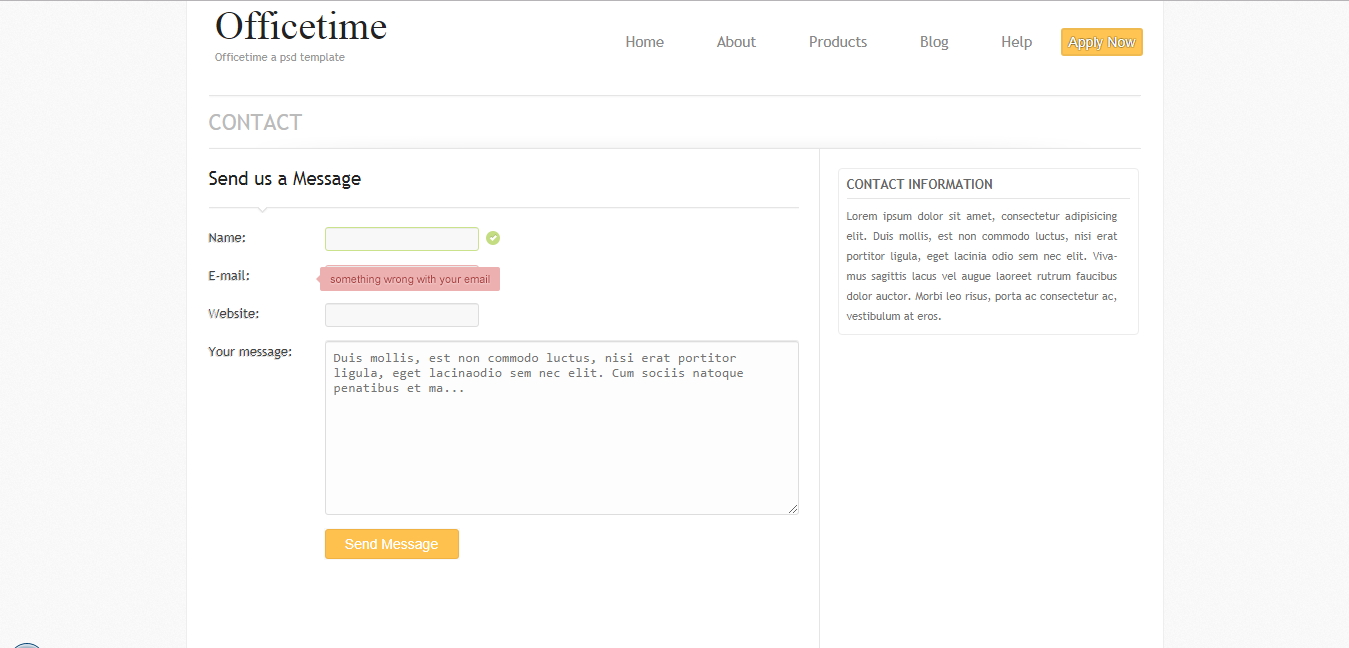 Officetime
Officetime a psd template
Home About Products Blog Help Apply Now
CONTACT
Send us a Message
Name:
E-mail:
something wrong with your email
Website:
Your message:
Duis mollis, est non commodo luctus, nisi erat portitor
ligula, eget lacinaodio sem nec elit. Cum sociis natoque
penatibus et ma...
Send Message
CONTACT INFORMATION
Lorem ipsum dolor sit amet, consectetur adipisicing
elit. Duis mollis, est non commodo luctus, nisi erat
portitor ligula, eget lacinia odio sem nec elit. Viva-
mus sagittis lacus vel augue laoreet rutrum faucibus
dolor auctor. Morbi leo risus, porta ac consectetur ac,
vestibulum at eros.